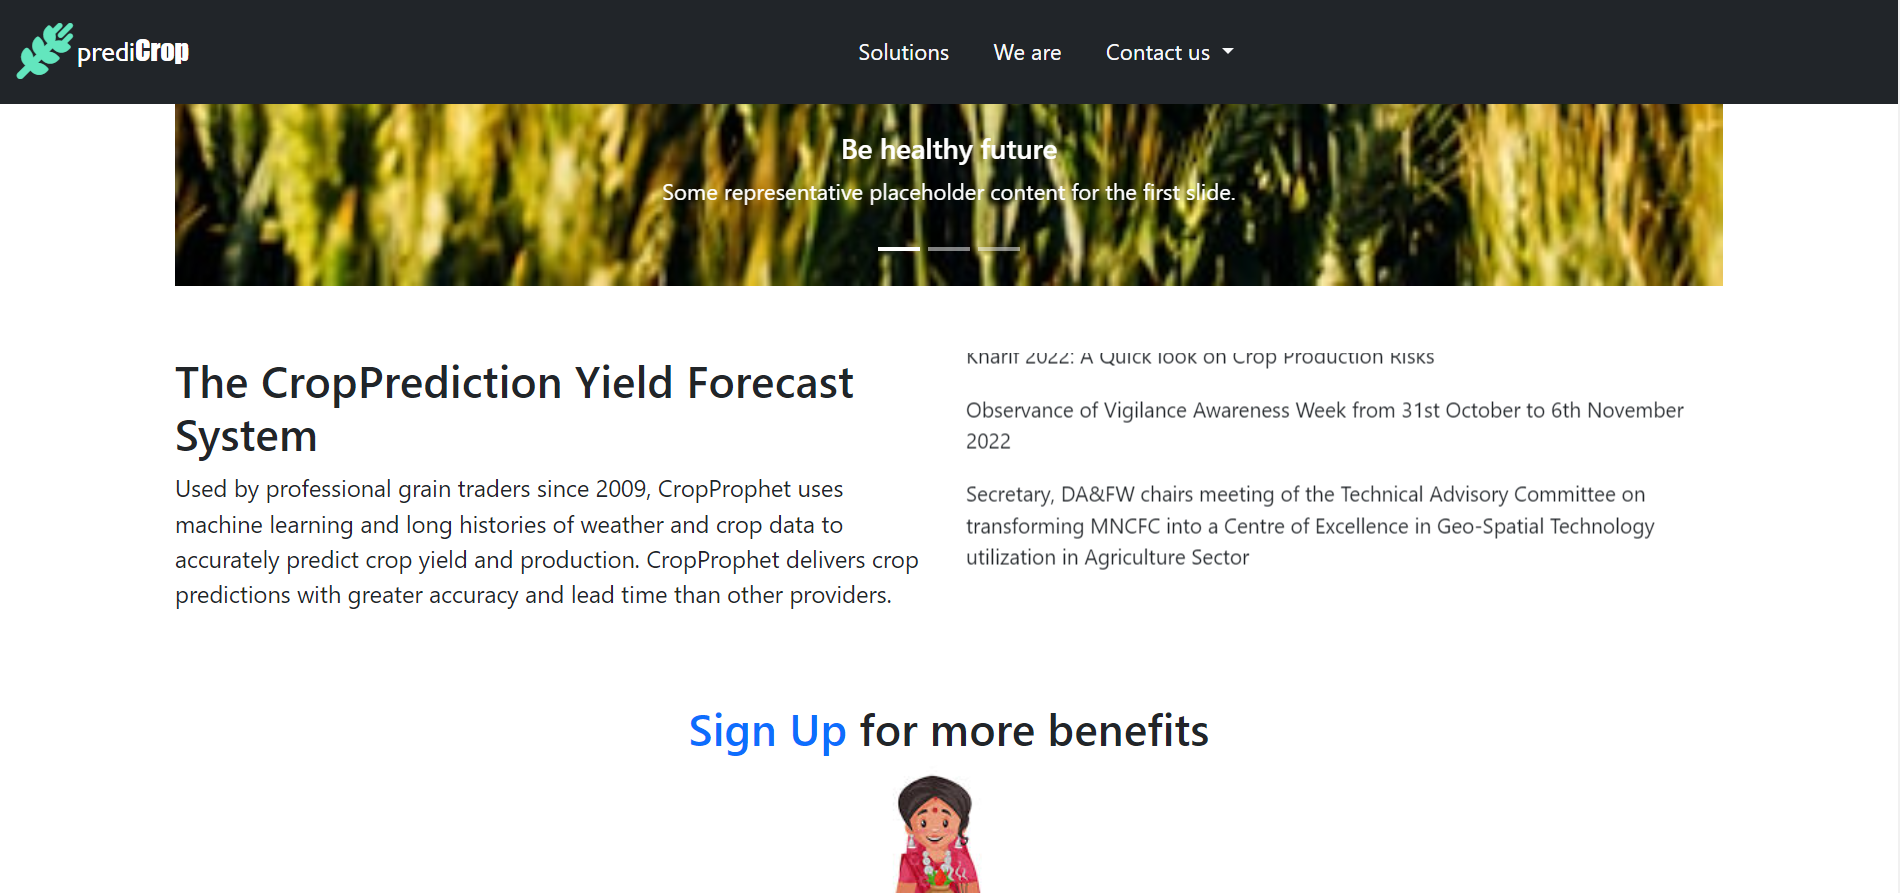 prediCrop
Solutions
We are
Contact us
Be healthy future
Some representative placeholder content for the first slide.
The CropPrediction Yield Forecast
System
Used by professional grain traders since 2009, CropProphet uses
machine learning and long histories of weather and crop data to
accurately predict crop yield and production. CropProphet delivers crop
predictions with greater accuracy and lead time than other providers.
Kharif 2022: A Quick look on Crop Production Risks
Observance of Vigilance Awareness Week from 31st October to 6th November
2022
Secretary, DA&FW chairs meeting of the Technical Advisory Committee on
transforming MNCFC into a Centre of Excellence in Geo-Spatial Technology
utilization in Agriculture Sector
Sign Up for more benefits